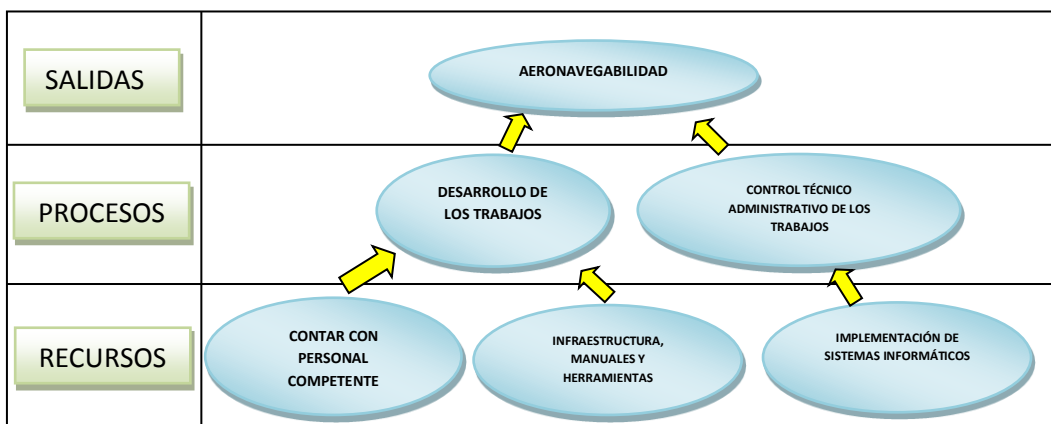 SALIDAS
AERONAVEGABILIDAD
PROCESOS
DESARROLLO DE
LOS TRABAJOS
CONTROL TÉCNICO
ADMINISTRATIVO DE LOS
TRABAJOS
RECURSOS
CONTAR CON
PERSONAL
COMPETENTE
INFRAESTRUCTURA,
MANUALES Y
HERRAMIENTAS
IMPLEMENTACIÓN DE
SISTEMAS INFORMÁTICOS